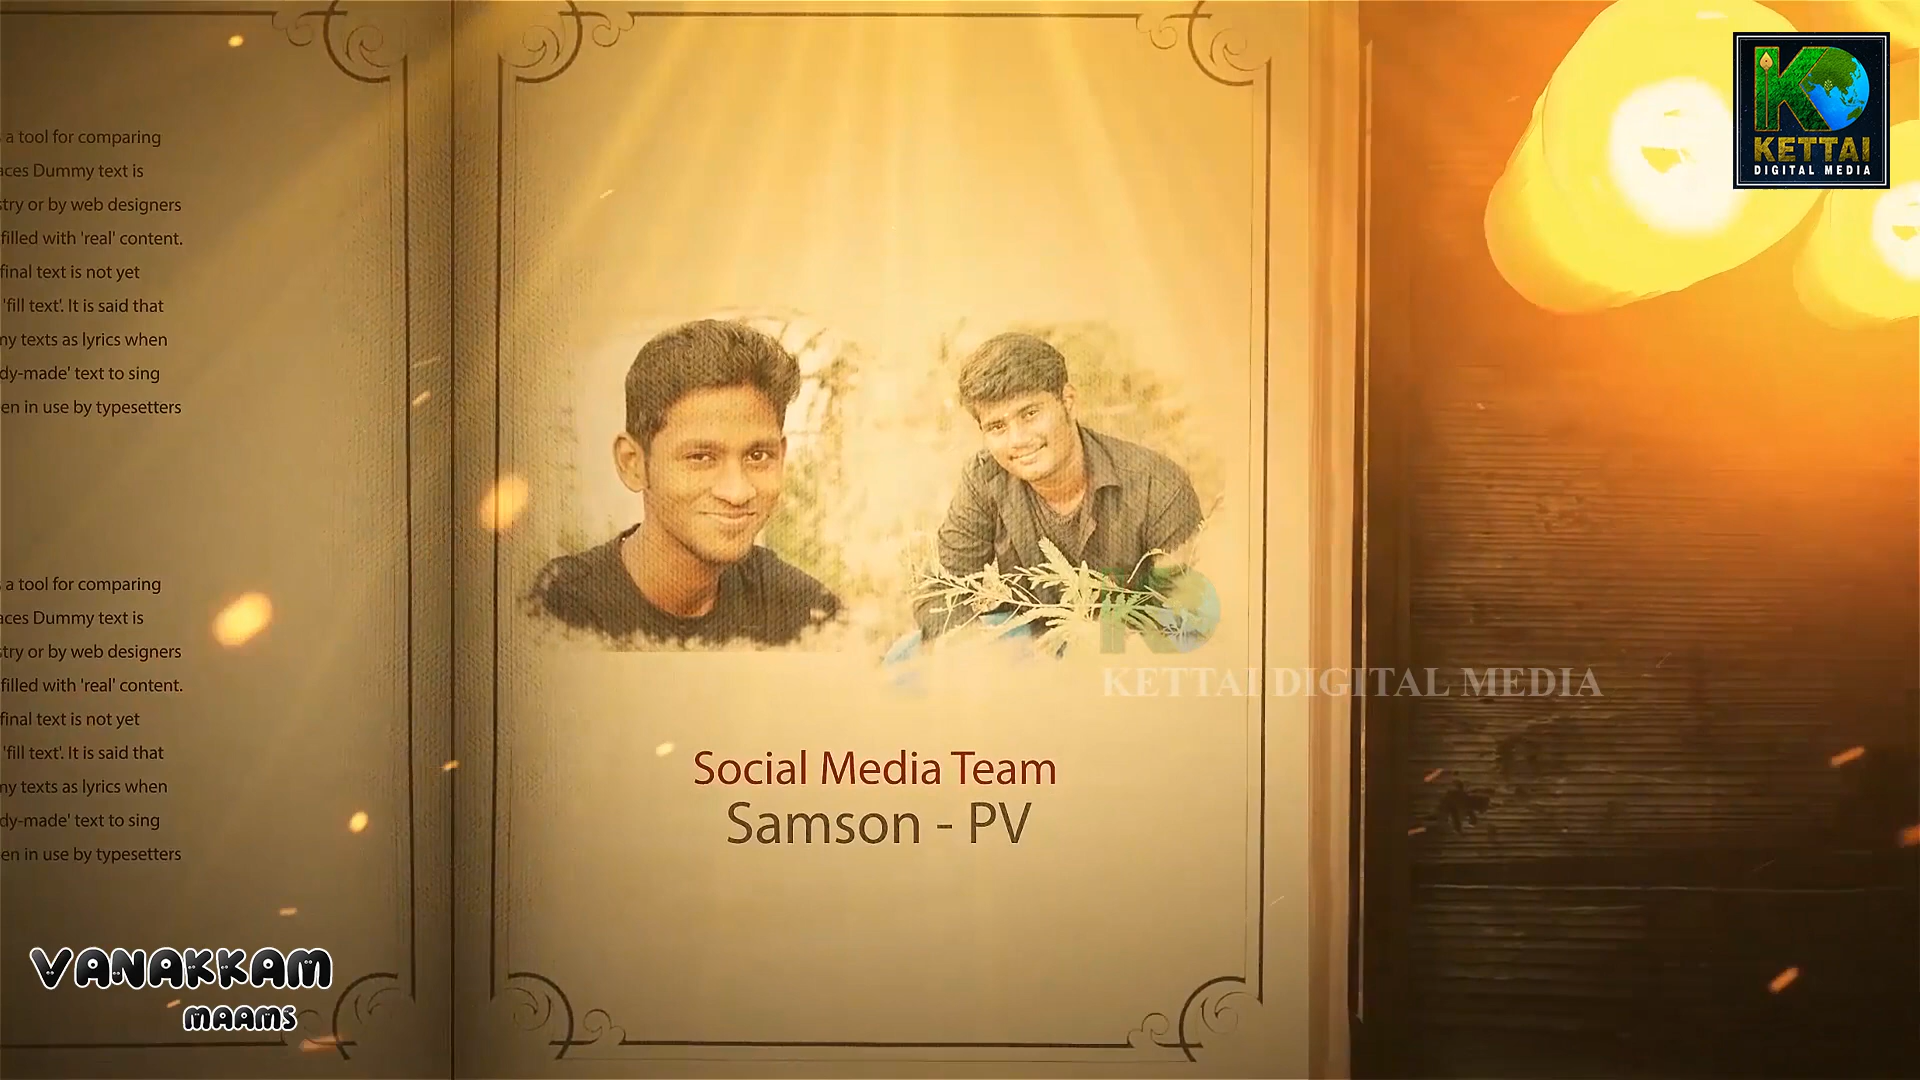 a tool for comparing
aces Dummy text is
stry or by web designers
filled with 'real' content.
final text is not yet
'fill text'. It is said that
my texts as lyrics when
dy-made' text to sing
en in use by typesetters
a tool for comparing
aces Dummy text is
stry or by web designers
filled with 'real' content.
final text is not yet
'fill text'. It is said that
my texts as lyrics when
dy-made' text to sing
en in use by typesetters
KETTAI
DIGITAL MEDIA
KETTAI DIGITAL MEDIA
Social Media Team
Samson - PV
VANAKKAM
MAAMS